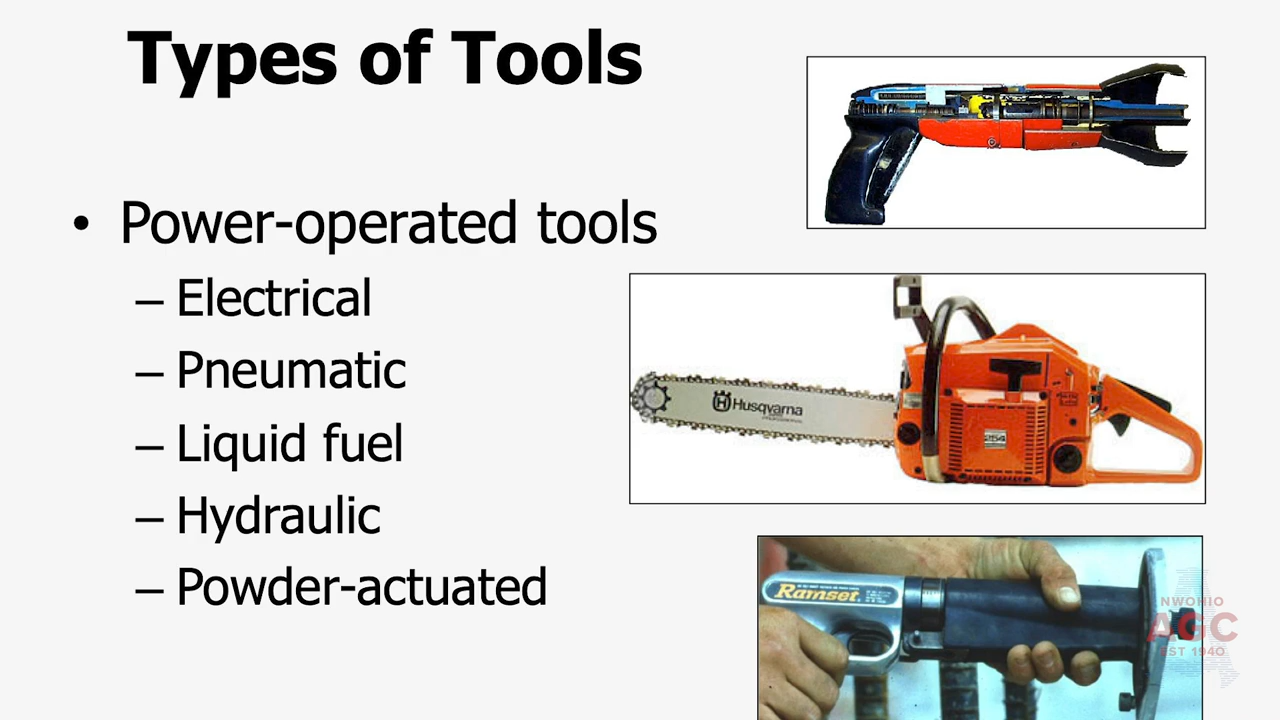 Types of Tools
• Power-operated tools
– Electrical
– Pneumatic
– Liquid fuel
– Hydraulic
– Powder-actuated
Husqvarna
254
Ramset
NWOHIO
AGC
EST 1940